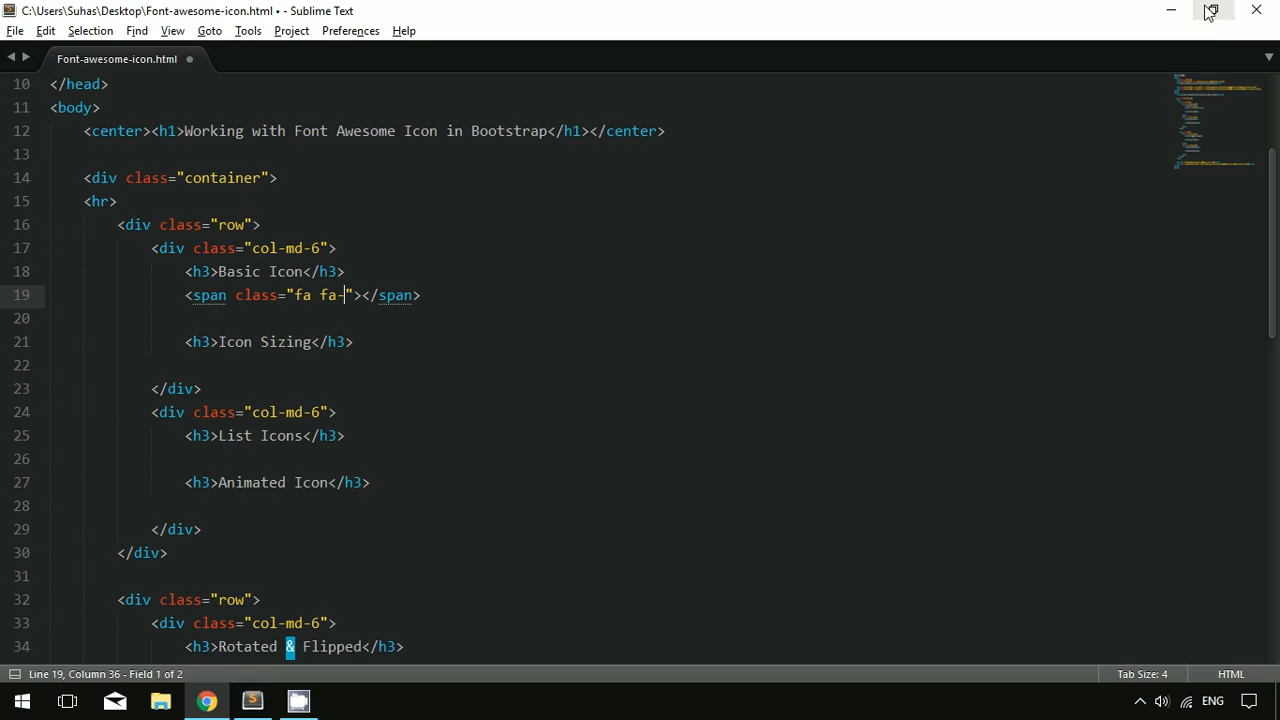 C:\Users\Suhas\Desktop\Font-awesome-icon.html • - Sublime Text
File Edit Selection Find View Goto Tools Project Preferences Help
Font-awesome-icon.html
10 </head>
11 <body>
12 <center><h1>Working with Font Awesome Icon in Bootstrap</h1></center>
13
14 <div class="container">
15 <hr>
16 <div class="row">
17 <div class="col-md-6">
18 <h3>Basic Icon</h3>
19 <span class="fa fa-"></span>
20
21 <h3>Icon Sizing</h3>
22
23 </div>
24 <div class="col-md-6">
25 <h3>List Icons</h3>
26
27 <h3>Animated Icon</h3>
28
29 </div>
30 </div>
31
32 <div class="row">
33 <div class="col-md-6">
34 <h3>Rotated & Flipped</h3>
Line 19, Column 36 - Field 1 of 2 Tab Size: 4 HTML
ENG